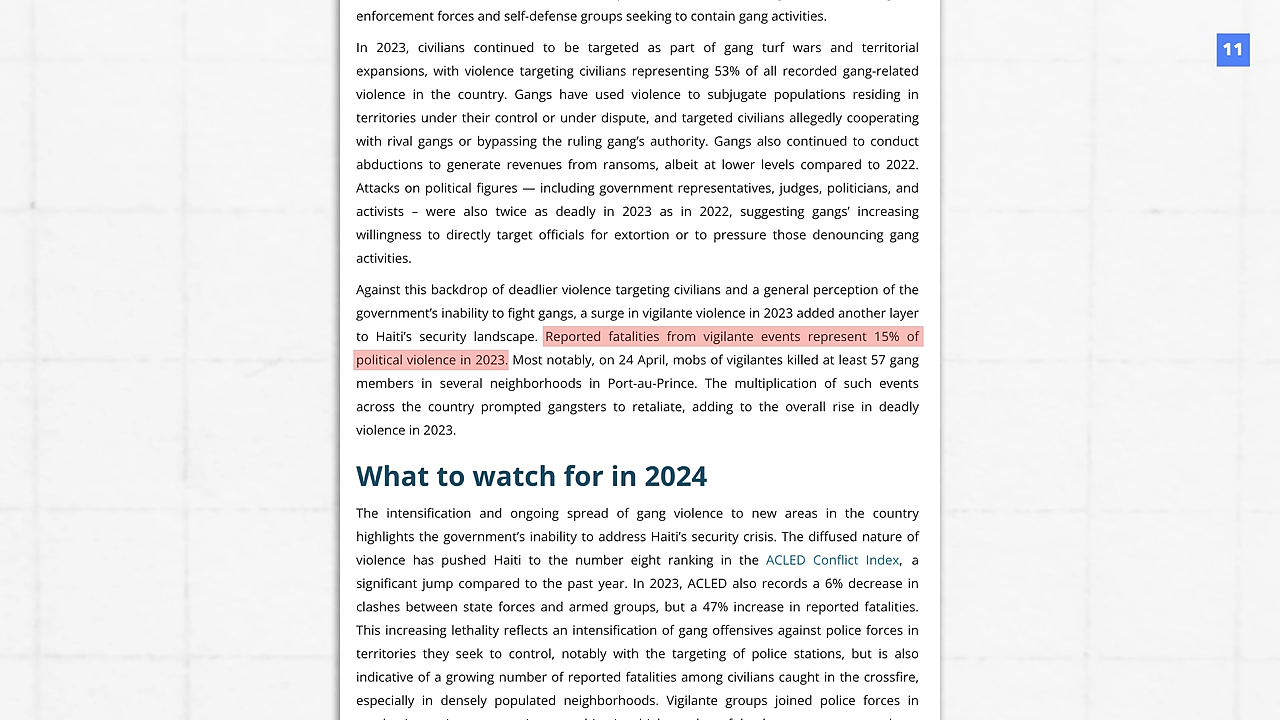 enforcement forces and self-defense groups seeking to contain gang activities.
11
In 2023, civilians continued to be targeted as part of gang turf wars and territorial
expansions, with violence targeting civilians representing 53% of all recorded gang-related
violence in the country. Gangs have used violence to subjugate populations residing in
territories under their control or under dispute, and targeted civilians allegedly cooperating
with rival gangs or bypassing the ruling gang's authority. Gangs also continued to conduct
abductions to generate revenues from ransoms, albeit at lower levels compared to 2022.
Attacks on political figures — including government representatives, judges, politicians, and
activists – were also twice as deadly in 2023 as in 2022, suggesting gangs' increasing
willingness to directly target officials for extortion or to pressure those denouncing gang
activities.
Against this backdrop of deadlier violence targeting civilians and a general perception of the
government's inability to fight gangs, a surge in vigilante violence in 2023 added another layer
to Haiti's security landscape. Reported fatalities from vigilante events represent 15% of
political violence in 2023. Most notably, on 24 April, mobs of vigilantes killed at least 57 gang
members in several neighborhoods in Port-au-Prince. The multiplication of such events
across the country prompted gangsters to retaliate, adding to the overall rise in deadly
violence in 2023.
What to watch for in 2024
The intensification and ongoing spread of gang violence to new areas in the country
highlights the government's inability to address Haiti's security crisis. The diffused nature of
violence has pushed Haiti to the number eight ranking in the ACLED Conflict Index, a
significant jump compared to the past year. In 2023, ACLED also records a 6% decrease in
clashes between state forces and armed groups, but a 47% increase in reported fatalities.
This increasing lethality reflects an intensification of gang offensives against police forces in
territories they seek to control, notably with the targeting of police stations, but is also
indicative of a growing number of reported fatalities among civilians caught in the crossfire,
especially in densely populated neighborhoods. Vigilante groups joined police forces in